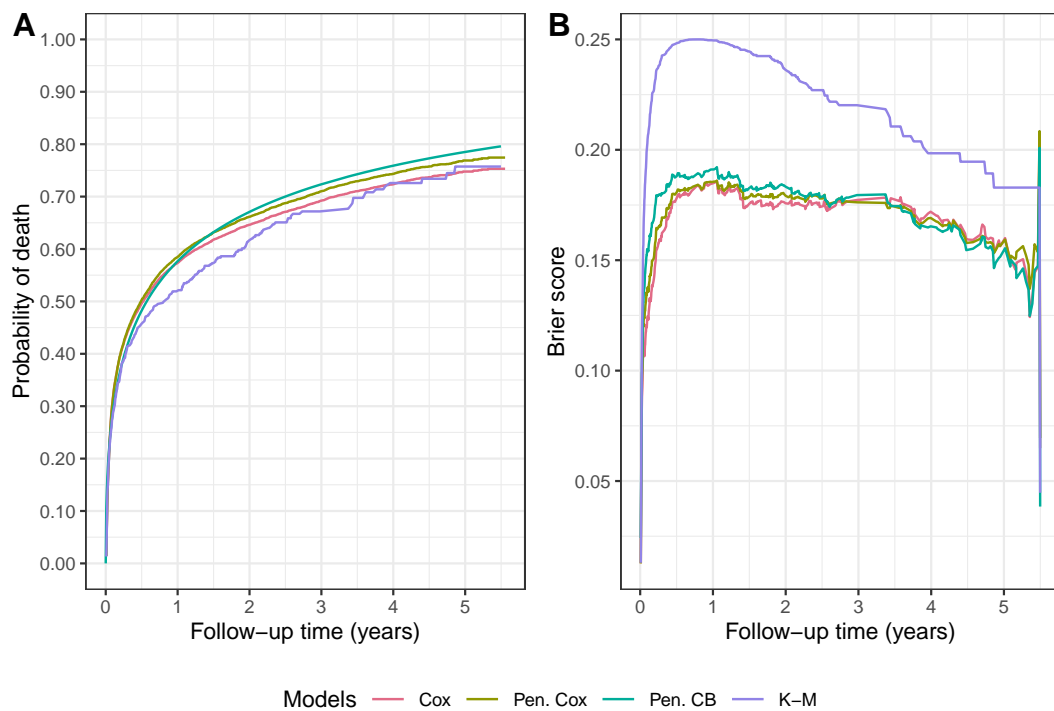 A
Probability of death
1.00
0.90
0.80
0.70
0.60
0.50
0.40
0.30
0.20
0.10
0.00
0 1 2 3 4 5
Follow−up time (years)
B
Brier score
0.25
0.20
0.15
0.10
0.05
0 1 2 3 4 5
Follow−up time (years)
Models Cox Pen. Cox Pen. CB K−M